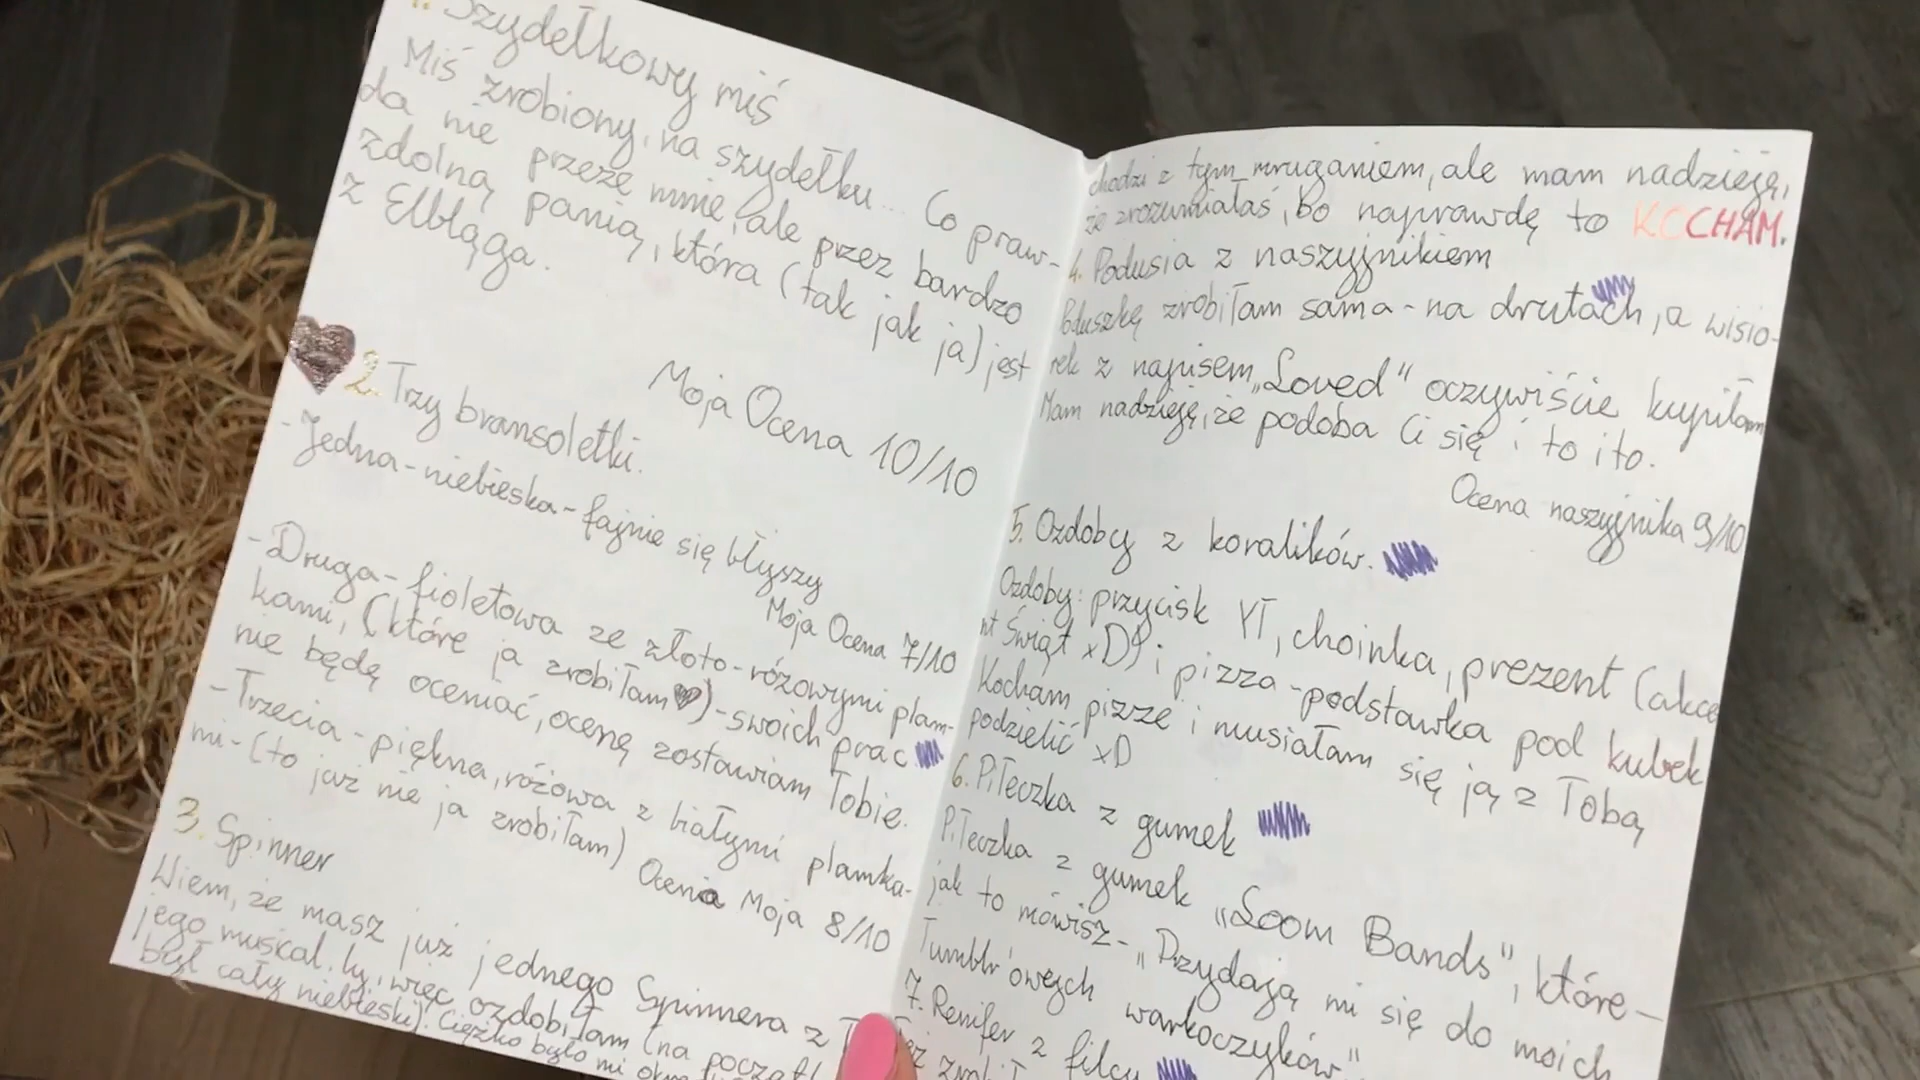 1. Szydełkowy miś
Miś zrobiony na szydełku... Co praw-
da nie przeze mnie, ale przez bardzo
zdolną panią, która (tak jak ja) jest
z Elbląga.
Moja Ocena 10/10
2. Trzy bransoletki.
- Jedna - niebieska - fajnie się błyszy
Moja Ocena 7/10
- Druga - fioletowa ze złoto-różowymi plam-
kami, (które ja zrobiłam) - swoich prac
nie będę oceniać, ocenę zostawiam Tobie.
- Trzecia - piękna, różowa z białymi plamka-
mi - (to już nie ja zrobiłam)
Ocena Moja 8/10
3. Spinner
Wiem, że masz już jednego Spinnera z
jego musical.ly, więc ozdobiłam (na począt
był cały niebieski). Ciężko było mi
chodzi z tym mruganiem, ale mam nadzieję,
że zrozumiałaś, bo naprawdę to KOCHAM.
4. Podusia z naszyjnikiem
Poduszkę zrobiłam sama - na drutach, a wisio-
rek z napisem „Loved" oczywiście kupiłam
Mam nadzieję, że podoba Ci się i to i to.
Ocena naszyjnika 9/10
5. Ozdoby z koralików.
Ozdoby: przycisk YT, choinka, prezent (akce
nt Świąt xD) i pizza - podstawka pod kubek
Kocham pizzę i musiałam się ją z Tobą
podzielić xD
6. Piłeczka z gumek
Piłeczka z gumek „Loom Bands", które -
jak to mówisz - „Przydają mi się do moich
Tumblr'owych warkoczyków"
7. Renifer z filcu